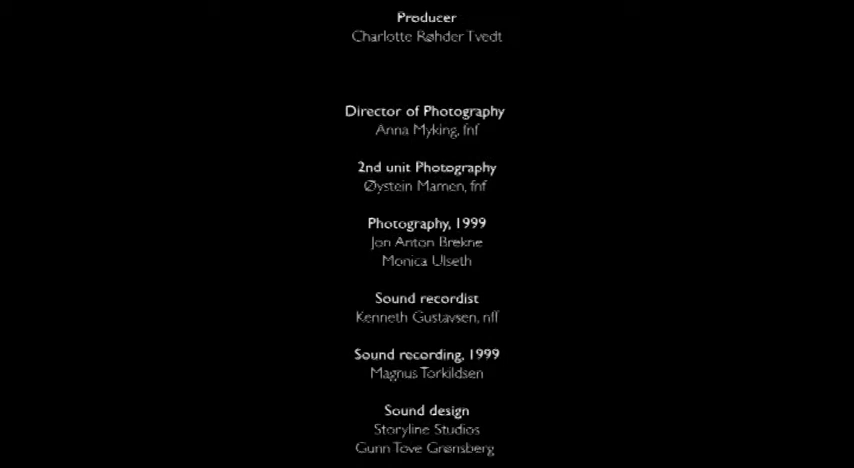 Producer
Charlotte Røhder Tvedt
Director of Photography
Anna Myking, fnf
2nd unit Photography
Øystein Mamen, fnf
Photography, 1999
Jon Anton Brekne
Monica Ulseth
Sound recordist
Kenneth Gustavsen, nff
Sound recording, 1999
Magnus Torkildsen
Sound design
Storyline Studios
Gunn Tove Grønsberg